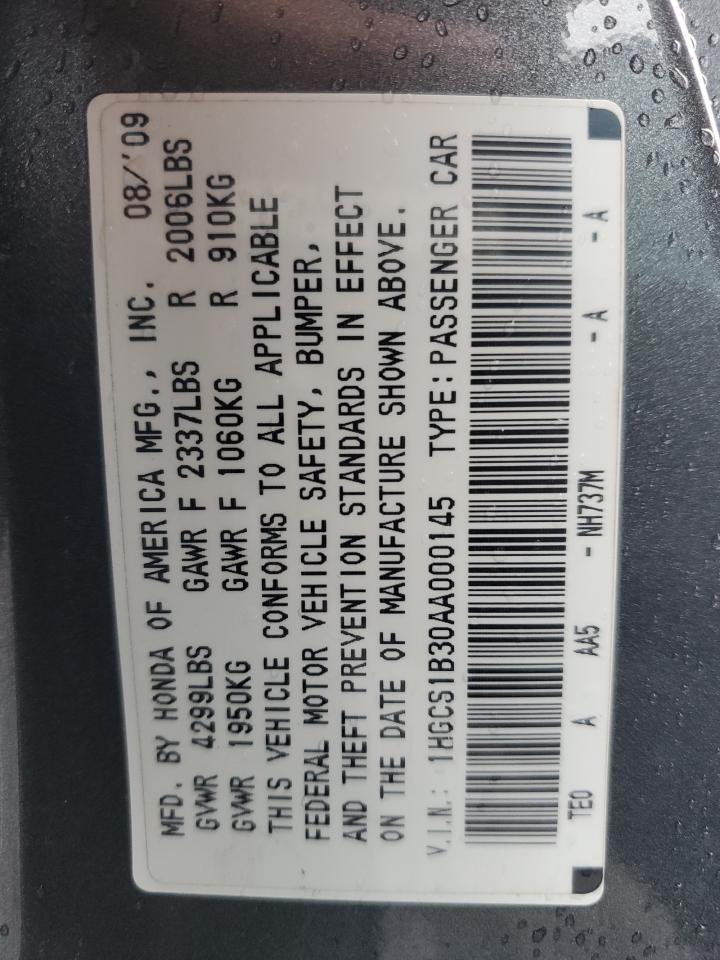 MFD. BY HONDA OF AMERICA MFG., INC. 08/'09
GVWR 4299LBS GAWR F 2337LBS R 2006LBS
GVWR 1950KG GAWR F 1060KG R 910KG
THIS VEHICLE CONFORMS TO ALL APPLICABLE
FEDERAL MOTOR VEHICLE SAFETY, BUMPER,
AND THEFT PREVENTION STANDARDS IN EFFECT
ON THE DATE OF MANUFACTURE SHOWN ABOVE.
V.I.N.: 1HGCS1B30AA000145 TYPE: PASSENGER CAR
TE0 A AA5 - NH737M - A - A